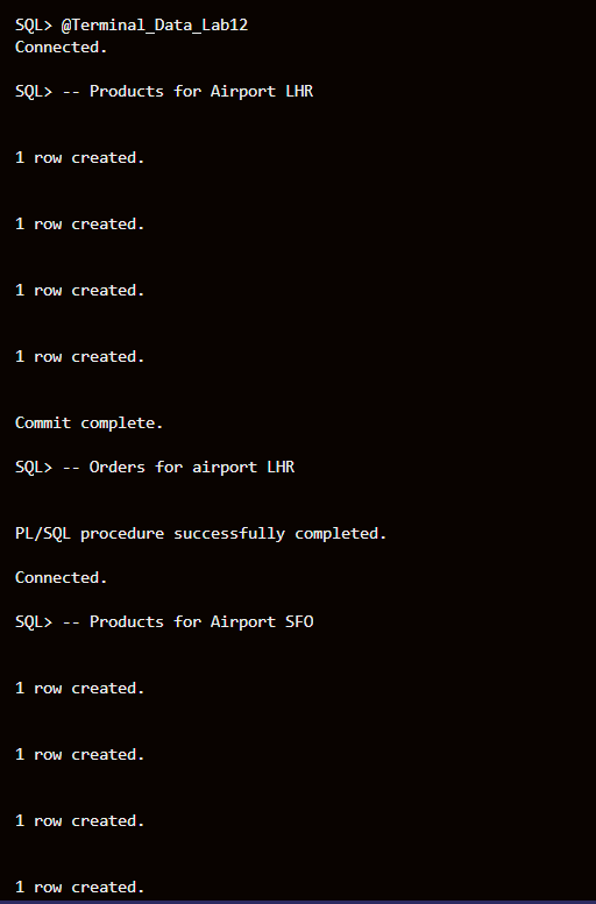 SQL> @Terminal_Data_Lab12
Connected.
SQL> -- Products for Airport LHR
1 row created.
1 row created.
1 row created.
1 row created.
Commit complete.
SQL> -- Orders for airport LHR
PL/SQL procedure successfully completed.
Connected.
SQL> -- Products for Airport SFO
1 row created.
1 row created.
1 row created.
1 row created.